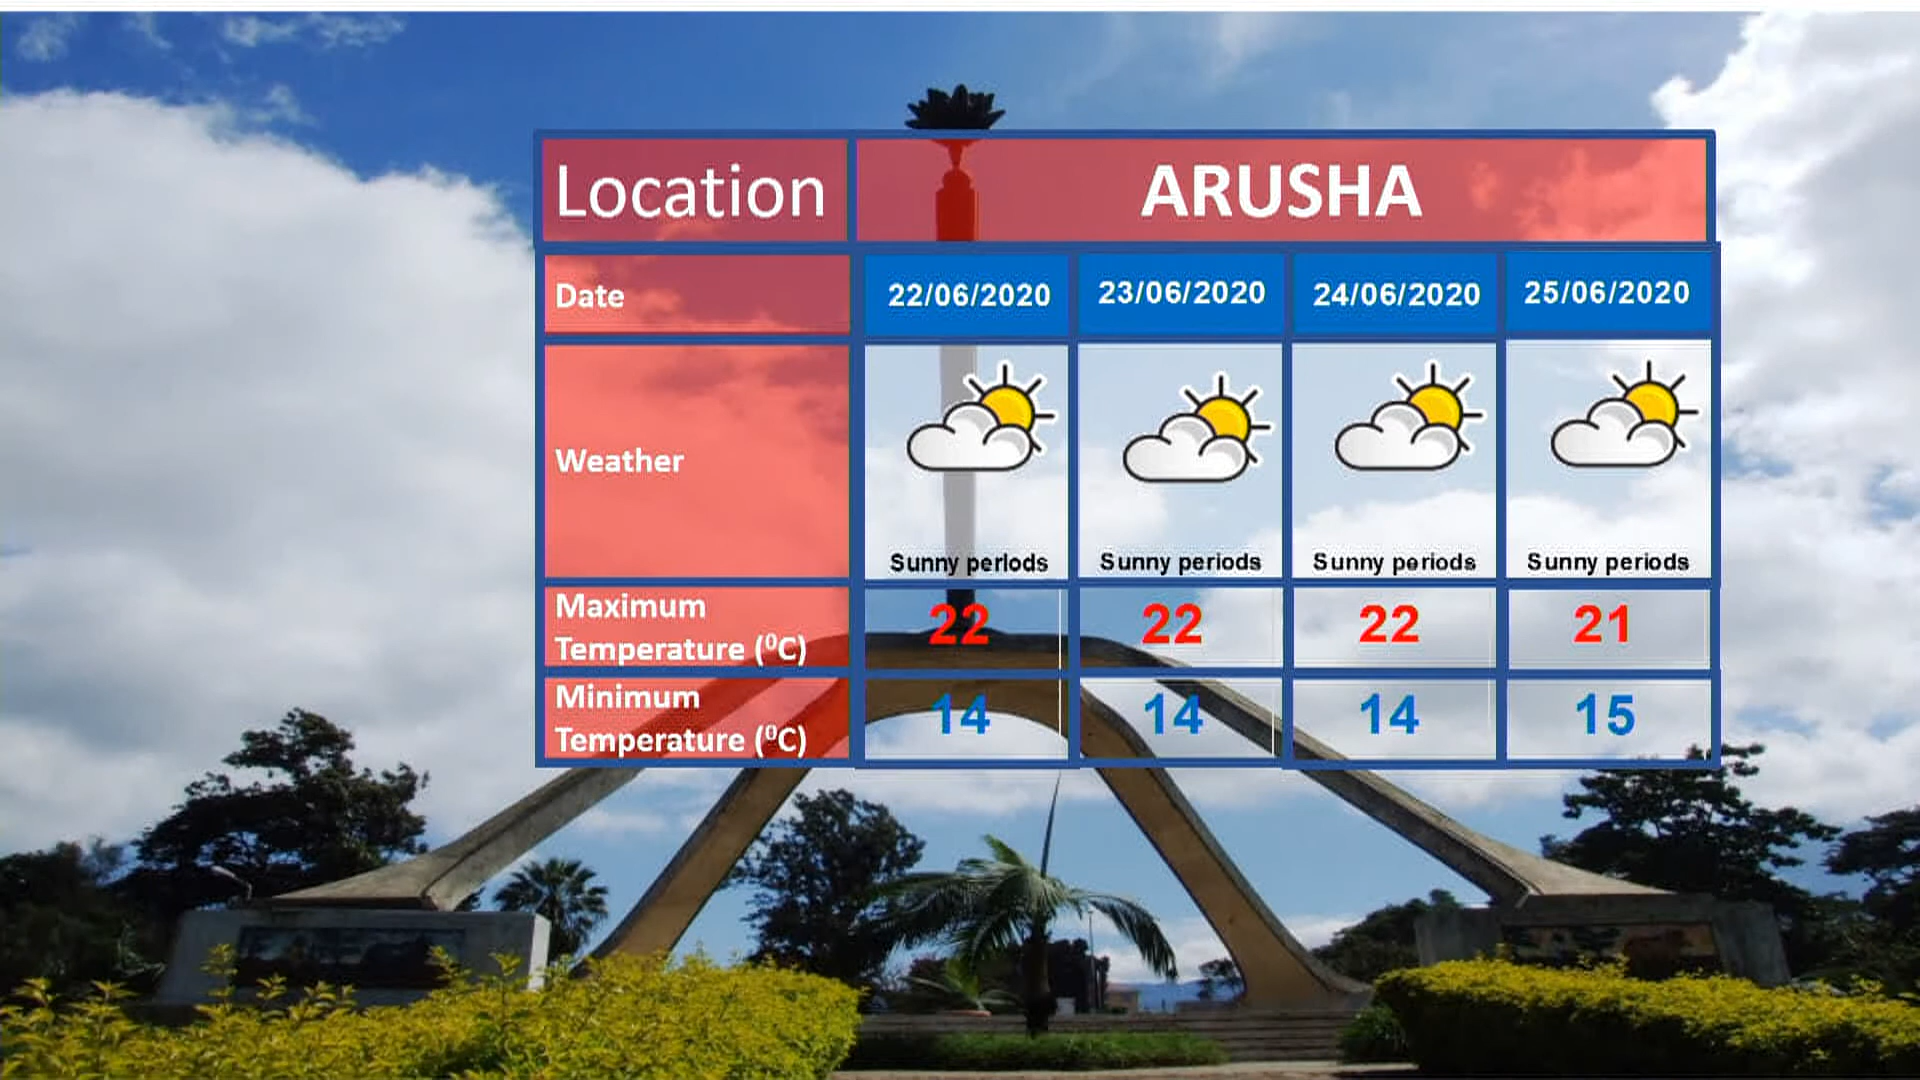 Location ARUSHA
Date 22/06/2020 23/06/2020 24/06/2020 25/06/2020
Weather
Sunny periods Sunny periods Sunny periods Sunny periods
Maximum
Temperature (⁰C) 22 22 22 21
Minimum
Temperature (⁰C) 14 14 14 15